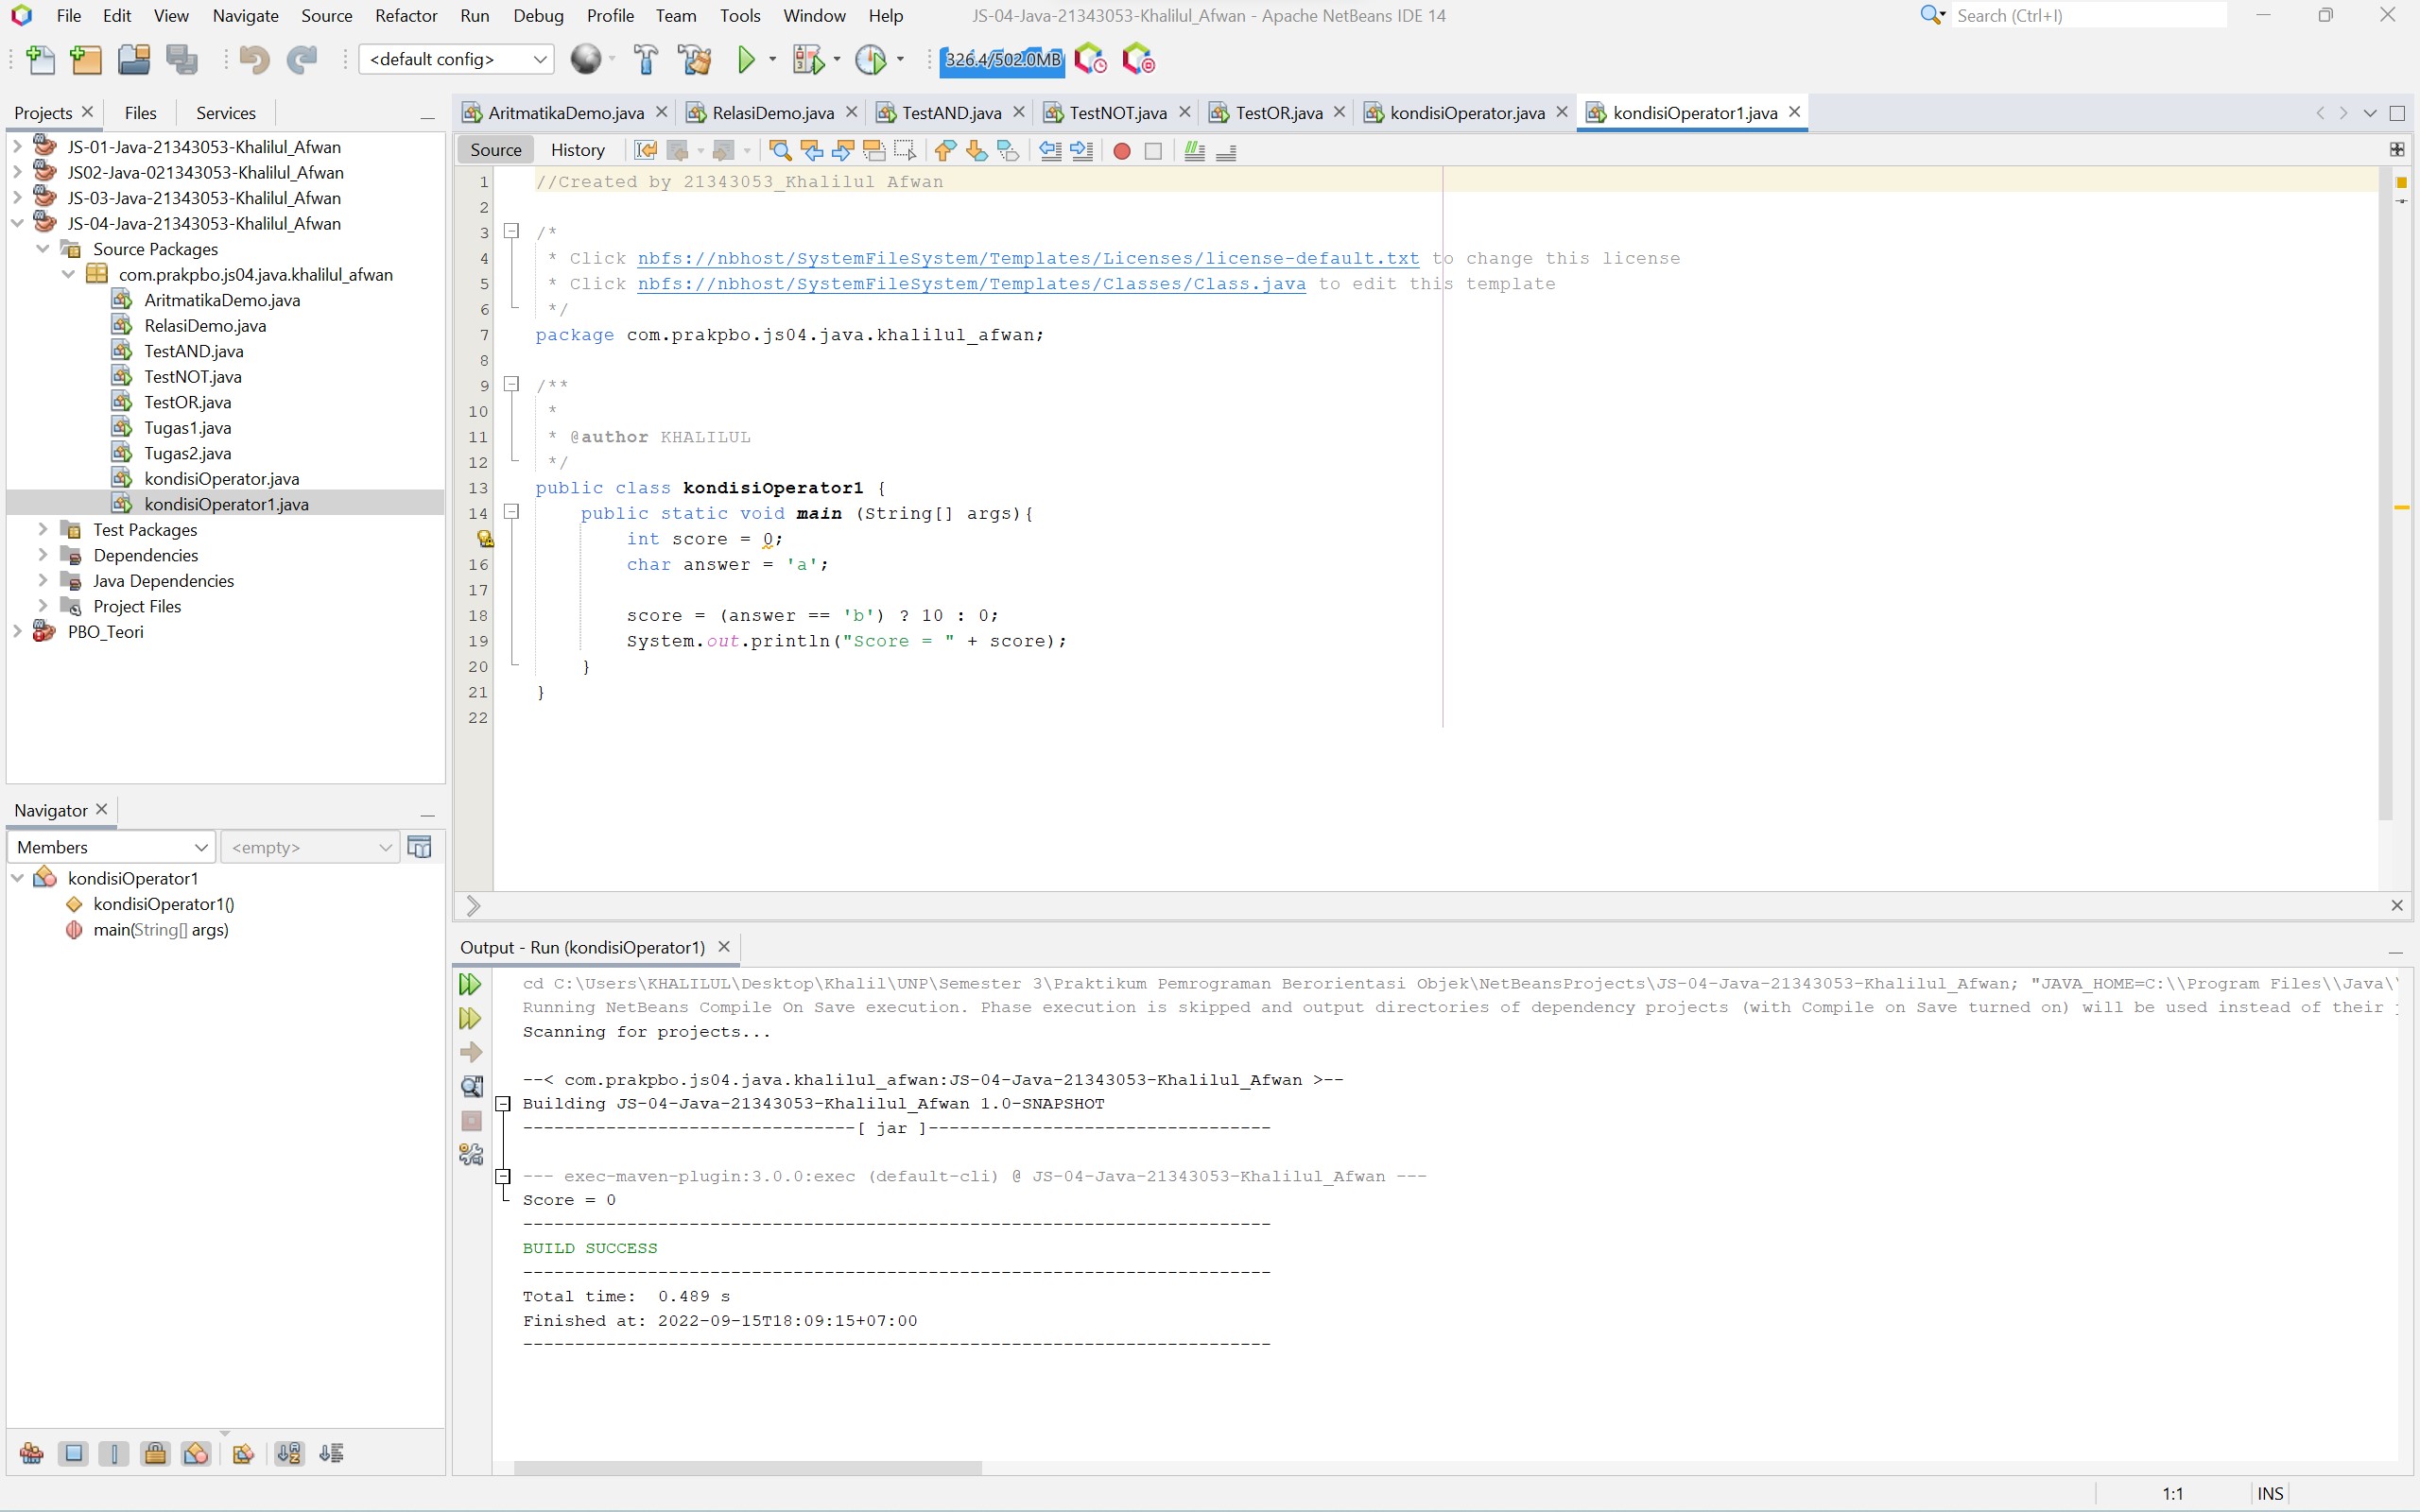 File Edit View Navigate Source Refactor Run Debug Profile Team Tools Window Help JS-04-Java-21343053-Khalilul_Afwan - Apache NetBeans IDE 14 Search (Ctrl+I)
<default config> 326.4/502.0MB
Projects Files Services
AritmatikaDemo.java RelasiDemo.java TestAND.java TestNOT.java TestOR.java kondisiOperator.java kondisiOperator1.java
JS-01-Java-21343053-Khalilul_Afwan
JS02-Java-021343053-Khalilul_Afwan
JS-03-Java-21343053-Khalilul_Afwan
JS-04-Java-21343053-Khalilul_Afwan
Source Packages
com.prakpbo.js04.java.khalilul_afwan
AritmatikaDemo.java
RelasiDemo.java
TestAND.java
TestNOT.java
TestOR.java
Tugas1.java
Tugas2.java
kondisiOperator.java
kondisiOperator1.java
Test Packages
Dependencies
Java Dependencies
Project Files
PBO_Teori
Source History
1 //Created by 21343053_Khalilul Afwan
2
3 /*
4 * Click nbfs://nbhost/SystemFileSystem/Templates/Licenses/license-default.txt to change this license
5 * Click nbfs://nbhost/SystemFileSystem/Templates/Classes/Class.java to edit this template
6 */
7 package com.prakpbo.js04.java.khalilul_afwan;
8
9 /**
10 *
11 * @author KHALILUL
12 */
13 public class kondisiOperator1 {
14 public static void main (String[] args){
int score = 0;
16 char answer = 'a';
17
18 score = (answer == 'b') ? 10 : 0;
19 System.out.println("Score = " + score);
20 }
21 }
22
Navigator
Members <empty>
kondisiOperator1
kondisiOperator1()
main(String[] args)
Output - Run (kondisiOperator1)
cd C:\Users\KHALILUL\Desktop\Khalil\UNP\Semester 3\Praktikum Pemrograman Berorientasi Objek\NetBeansProjects\JS-04-Java-21343053-Khalilul_Afwan; "JAVA_HOME=C:\\Program Files\\Java\\
Running NetBeans Compile On Save execution. Phase execution is skipped and output directories of dependency projects (with Compile on Save turned on) will be used instead of their
Scanning for projects...
--< com.prakpbo.js04.java.khalilul_afwan:JS-04-Java-21343053-Khalilul_Afwan >--
Building JS-04-Java-21343053-Khalilul_Afwan 1.0-SNAPSHOT
--------------------------------[ jar ]---------------------------------
--- exec-maven-plugin:3.0.0:exec (default-cli) @ JS-04-Java-21343053-Khalilul_Afwan ---
Score = 0
------------------------------------------------------------------------
BUILD SUCCESS
------------------------------------------------------------------------
Total time: 0.489 s
Finished at: 2022-09-15T18:09:15+07:00
------------------------------------------------------------------------
1:1 INS